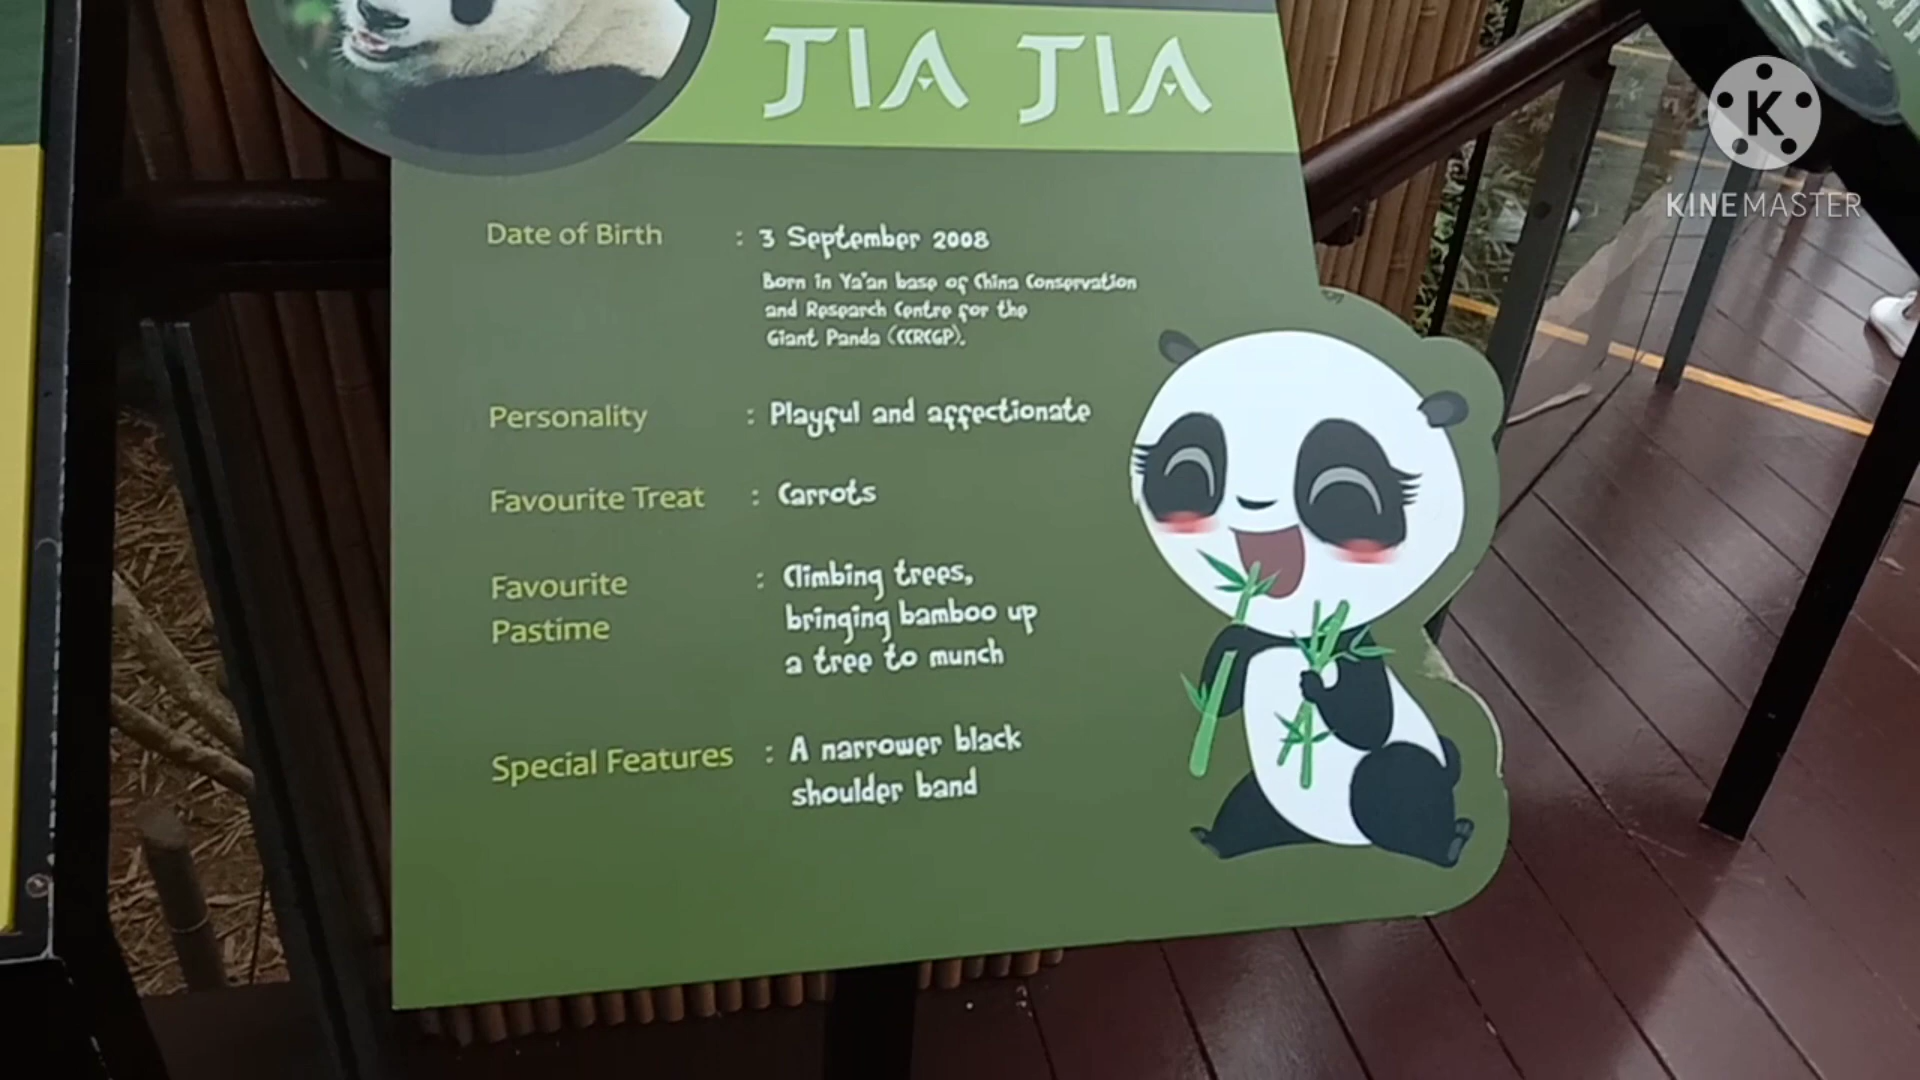 JIA JIA
Date of Birth : 3 September 2008
Born in Ya'an base of China Conservation
and Research Centre for the
Giant Panda (CCRCGP).
Personality : Playful and affectionate
Favourite Treat : Carrots
Favourite Pastime : Climbing trees,
bringing bamboo up
a tree to munch
Special Features : A narrower black
shoulder band
K
KINEMASTER